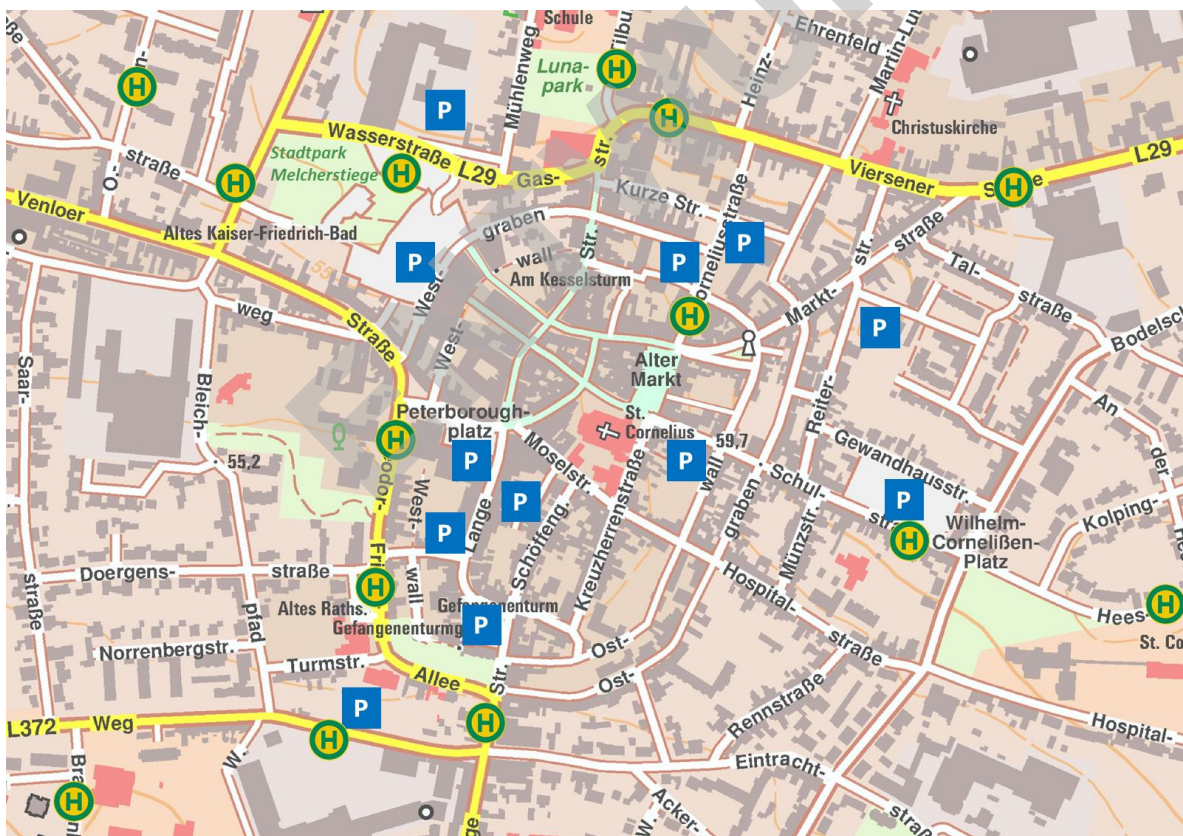 Schule
Ehrenfeld
Martin-Lut
Heinz-
Mühlenweg
Luna-
park
H
H
H
P
Christuskirche
Wasserstraße
L29
Gas-
str.
Viersener
L29
H
Stadtpark
Melcherstiege
H
H
straße
Venloer
Altes Kaiser-Friedrich-Bad
Kurze Str.
graben
wall
Am Kesselsturm
Str.
P
P
P
Corneliusstraße
str.
straße
Markt-
Tal-
straße
H
P
weg
Straße
West-
West-
Saar-
Bleich-
Alter
Markt
Bodelsch
Peterborough-
platz
H
St.
Cornelius
Moselstr.
Reiter-
An
der
55,2
59,7
P
P
P
P
P
Gewandhausstr.
Schul-
wall
graben
West-
Lange
Schöffeng.
Kreuzherrenstraße
Münzstr.
H
Wilhelm-
Cornelißen-
Platz
Kolping-
Doergens-
straße
straße
H
wall
Hospital-
straße
Altes Raths.
Gefangenenturm
P
Hees-
H
St. Co
pfad
Norrenbergstr.
Turmstr.
Allee
Str.
Ost-
Ost-
Rennstraße
Hospital-
L372
Weg
P
H
H
W.
Eintracht-
straße
Acker-
W.
H